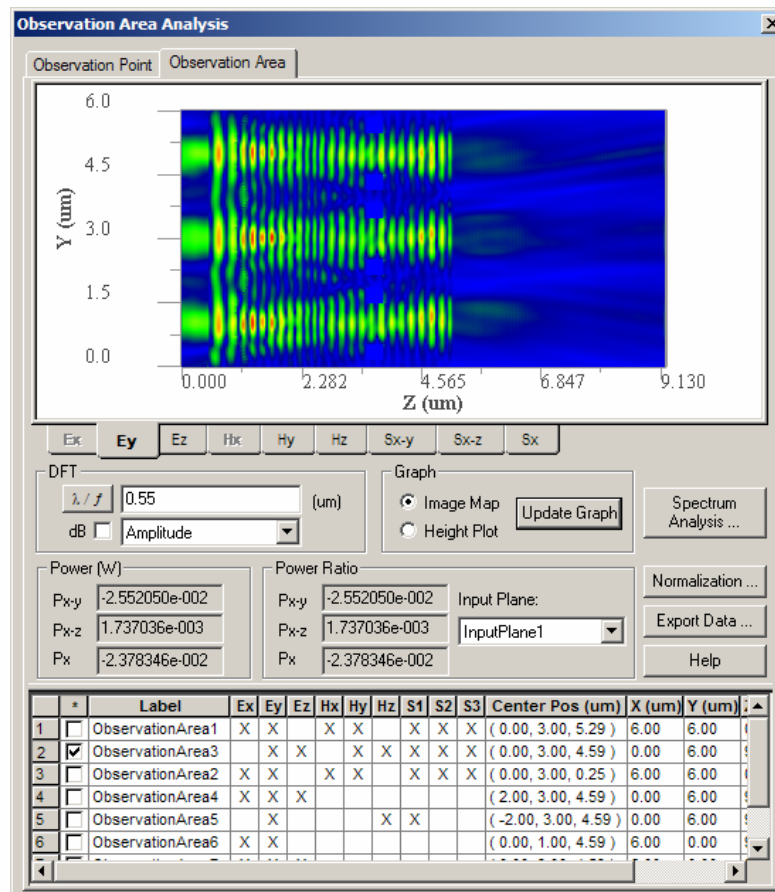 Observation Area Analysis
Observation Point Observation Area
6.0
4.5
3.0
1.5
0.0
Y (um)
0.000 2.282 4.565 6.847 9.130
Z (um)
Ex Ey Ez Hx Hy Hz Sx-y Sx-z Sx
DFT
λ / f 0.55 (um)
dB Amplitude
Graph
Image Map
Height Plot
Update Graph
Spectrum
Analysis ...
Power (W)
Px-y -2.552050e-002
Px-z 1.737036e-003
Px -2.378346e-002
Power Ratio
Px-y -2.552050e-002
Px-z 1.737036e-003
Px -2.378346e-002
Input Plane:
InputPlane1
Normalization ...
Export Data ...
Help
* Label Ex Ey Ez Hx Hy Hz S1 S2 S3 Center Pos (um) X (um) Y (um)
1 ObservationArea1 X X X X X X X ( 0.00, 3.00, 5.29 ) 6.00 6.00
2 ObservationArea3 X X X X X X X ( 0.00, 3.00, 4.59 ) 0.00 6.00
3 ObservationArea2 X X X X X X X ( 0.00, 3.00, 0.25 ) 6.00 6.00
4 ObservationArea4 X X X ( 2.00, 3.00, 4.59 ) 0.00 6.00
5 ObservationArea5 X X X ( -2.00, 3.00, 4.59 ) 0.00 6.00
6 ObservationArea6 X X ( 0.00, 1.00, 4.59 ) 6.00 0.00